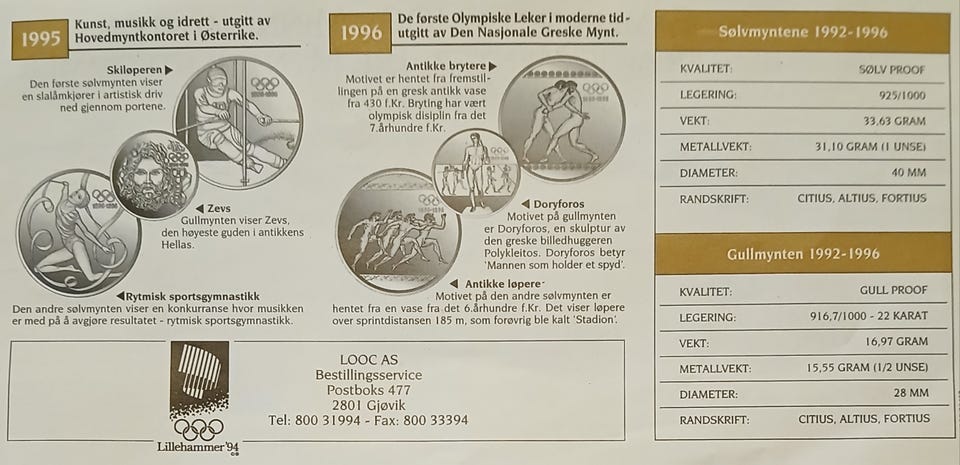 1995
Kunst, musikk og idrett - utgitt av
Hovedmyntkontoret i Østerrike.
Skiløperen
Den første sølvmynten viser
en slalåmkjører i artistisk driv
ned gjennom portene.
Zevs
Gullmynten viser Zevs,
den høyeste guden i antikkens
Hellas.
Rytmisk sportsgymnastikk
Den andre sølvmynten viser en konkurranse hvor musikken
er med på å avgjøre resultatet - rytmisk sportsgymnastikk.
1996
De første Olympiske Leker i moderne tid-
utgitt av Den Nasjonale Greske Mynt.
Antikke brytere
Motivet er hentet fra fremstil-
lingen på en gresk antikk vase
fra 430 f.Kr. Bryting har vært
olympisk disiplin fra det
7.århundre f.Kr.
Doryforos
Motivet på gullmynten
er Doryforos, en skulptur av
den greske billedhuggeren
Polykleitos. Doryforos betyr
'Mannen som holder et spyd'.
Antikke løpere
Motivet på den andre sølvmynten er
hentet fra en vase fra det 6.århundre f.Kr. Det viser løpere
over sprintdistansen 185 m, som forøvrig ble kalt 'Stadion'.
Lillehammer'94
LOOC AS
Bestillingsservice
Postboks 477
2801 Gjøvik
Tel: 800 31994 - Fax: 800 33394
Sølvmyntene 1992-1996
KVALITET: SØLV PROOF
LEGERING: 925/1000
VEKT: 33,63 GRAM
METALLVEKT: 31,10 GRAM (1 UNSE)
DIAMETER: 40 MM
RANDSKRIFT: CITIUS, ALTIUS, FORTIUS
Gullmynten 1992-1996
KVALITET: GULL PROOF
LEGERING: 916,7/1000 - 22 KARAT
VEKT: 16,97 GRAM
METALLVEKT: 15,55 GRAM (1/2 UNSE)
DIAMETER: 28 MM
RANDSKRIFT: CITIUS, ALTIUS, FORTIUS